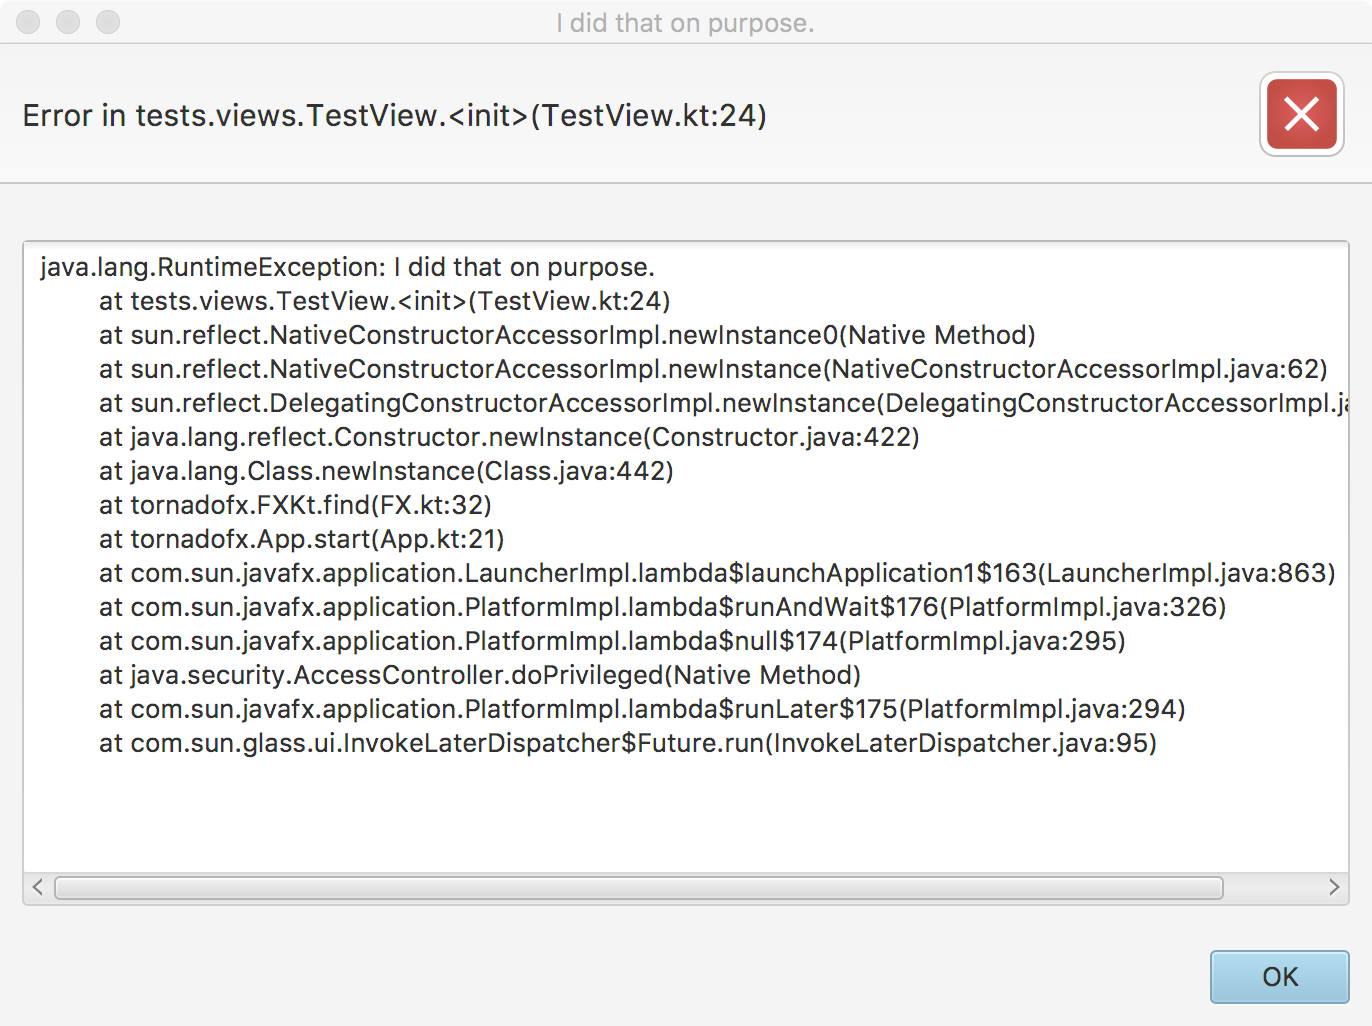 I did that on purpose.
Error in tests.views.TestView.<init>(TestView.kt:24)
java.lang.RuntimeException: I did that on purpose.
at tests.views.TestView.<init>(TestView.kt:24)
at sun.reflect.NativeConstructorAccessorImpl.newInstance0(Native Method)
at sun.reflect.NativeConstructorAccessorImpl.newInstance(NativeConstructorAccessorImpl.java:62)
at sun.reflect.DelegatingConstructorAccessorImpl.newInstance(DelegatingConstructorAccessorImpl.ja
at java.lang.reflect.Constructor.newInstance(Constructor.java:422)
at java.lang.Class.newInstance(Class.java:442)
at tornadofx.FXKt.find(FX.kt:32)
at tornadofx.App.start(App.kt:21)
at com.sun.javafx.application.LauncherImpl.lambda$launchApplication1$163(LauncherImpl.java:863)
at com.sun.javafx.application.PlatformImpl.lambda$runAndWait$176(PlatformImpl.java:326)
at com.sun.javafx.application.PlatformImpl.lambda$null$174(PlatformImpl.java:295)
at java.security.AccessController.doPrivileged(Native Method)
at com.sun.javafx.application.PlatformImpl.lambda$runLater$175(PlatformImpl.java:294)
at com.sun.glass.ui.InvokeLaterDispatcher$Future.run(InvokeLaterDispatcher.java:95)
OK